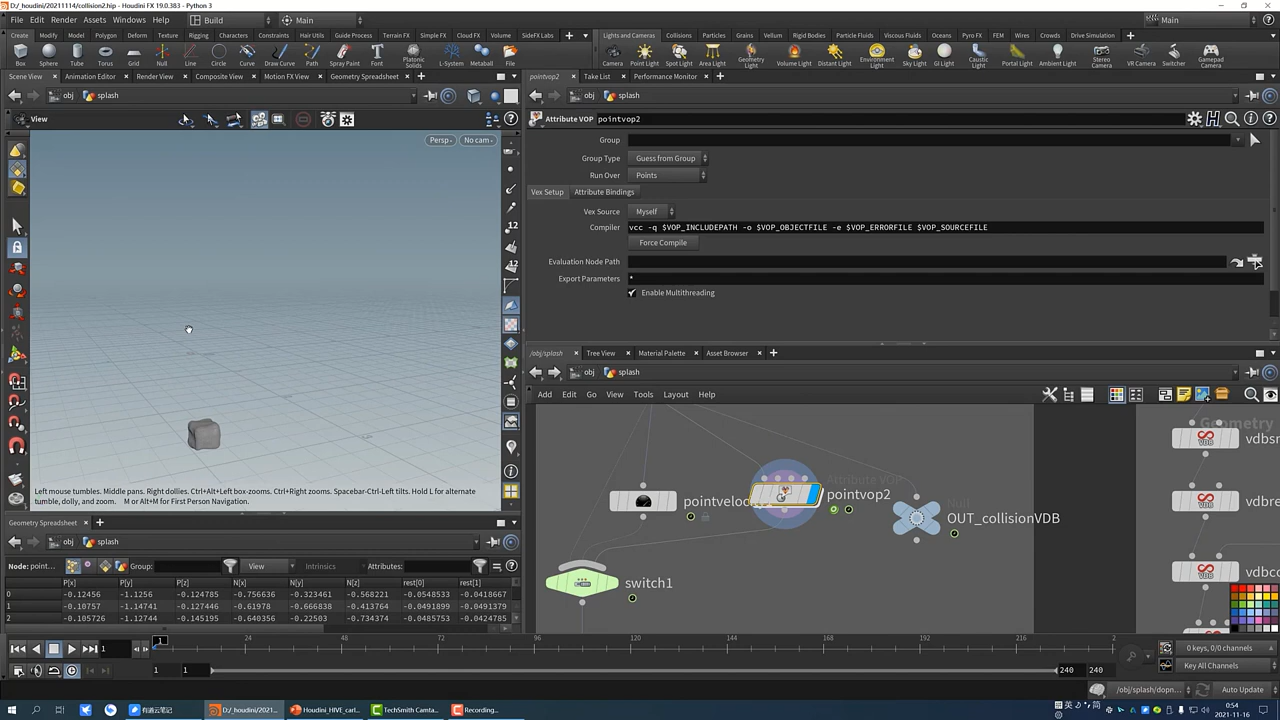 D:/_houdini/20211114/collision2.hip - Houdini FX 19.0.383 - Python 3
File Edit Render Assets Windows Help Build Main Main
Create Modify Model Polygon Deform Texture Rigging Characters Constraints Hair Utils Guide Process Terrain FX Simple FX Cloud FX Volume SideFX Labs
Lights and Cameras Collisions Particles Grains Vellum Rigid Bodies Particle Fluids Viscous Fluids Oceans Pyro FX FEM Wires Crowds Drive Simulation
Box Sphere Tube Torus Grid Null Line Circle Curve Draw Curve Path Spray Paint Font Platonic Solids L-System Metaball File
Camera Point Light Spot Light Area Light Geometry Light Volume Light Distant Light Environment Light Sky Light GI Light Caustic Light Portal Light Ambient Light Stereo Camera VR Camera Switcher Gamepad Camera
Scene View Animation Editor Render View Composite View Motion FX View Geometry Spreadsheet
pointvop2 Take List Performance Monitor
obj splash
obj splash
View
Attribute VOP pointvop2
Persp No cam
Group
Group Type Guess from Group
Run Over Points
Vex Setup Attribute Bindings
Vex Source Myself
Compiler vcc -q $VOP_INCLUDEPATH -o $VOP_OBJECTFILE -e $VOP_ERRORFILE $VOP_SOURCEFILE
Force Compile
Evaluation Node Path
Export Parameters *
Enable Multithreading
/obj/splash Tree View Material Palette Asset Browser
obj splash
Add Edit Go View Tools Layout Help
Geometry
Attribute VOP
pointvop2
Null
OUT_collisionVDB
switch1
Left mouse tumbles. Middle pans. Right dollies. Ctrl+Alt+Left box-zooms. Ctrl+Right zooms. Spacebar-Ctrl-Left tilts. Hold L for alternate
tumble, dolly, and zoom. M or Alt+M for First Person Navigation.
Geometry Spreadsheet
obj splash
Node: point... Group: View Attributes:
P[x] P[y] P[z] N[x] N[y] N[z] rest[0] rest[1]
0 -0.12456 -1.1256 -0.124785 -0.756636 -0.323461 -0.568221 -0.0548533 -0.0418667
1 -0.10757 -1.14741 -0.127446 -0.61978 -0.666838 -0.413764 -0.0491899 -0.0541379
2 -0.105726 -1.12744 -0.145195 -0.640356 -0.22503 -0.734374 -0.0485753 -0.0424785
1 1 24 48 72 96 120 144 168 192 216 2
0 keys, 0/0 channels
1 1 240 240 Key All Channels
/obj/splash/dopn... Auto Update
有道云笔记 D:/_houdini/2021... Houdini_HIVE_carl... TechSmith Camta... Recording...
0:54
2021-11-16